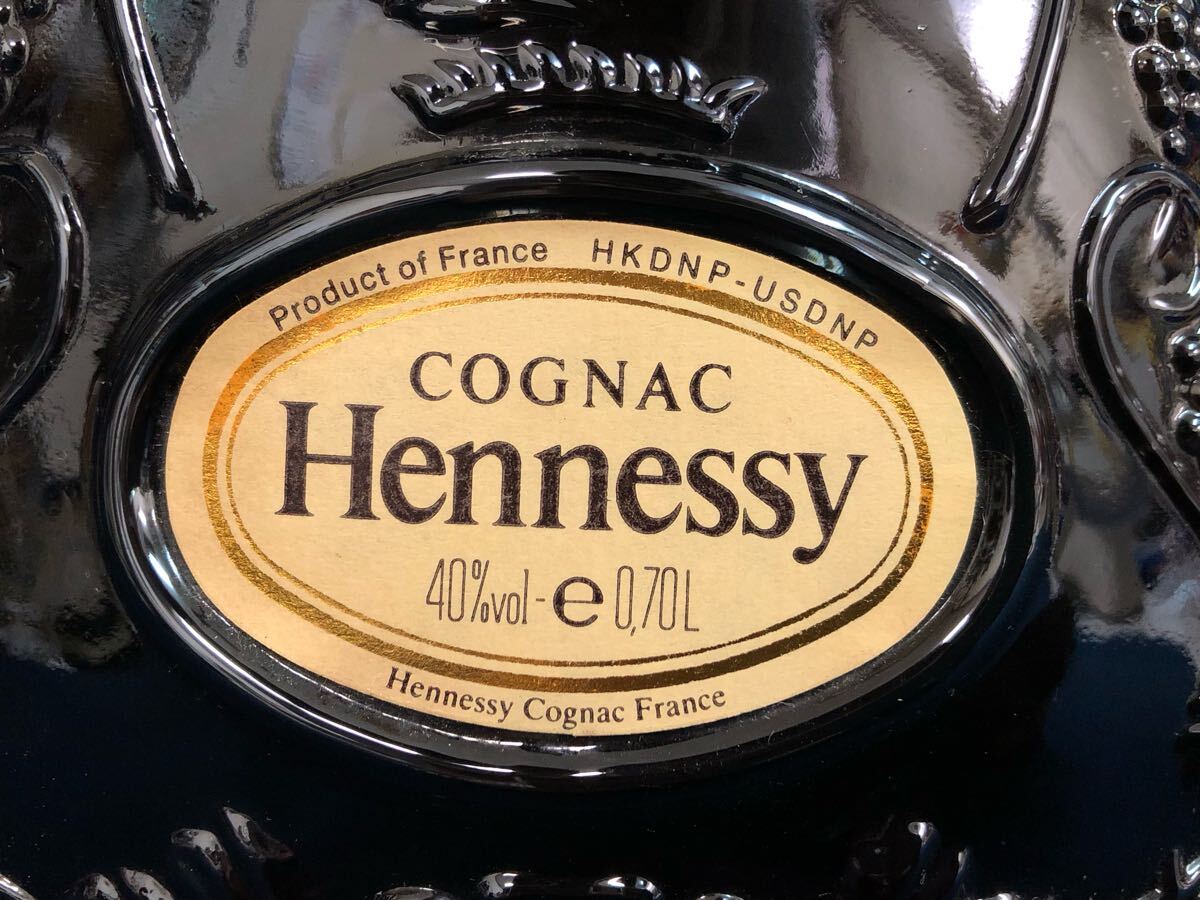 Product of France HKDNP-USDNP
COGNAC
Hennessy
40%vol - e 0,70L
Hennessy Cognac France